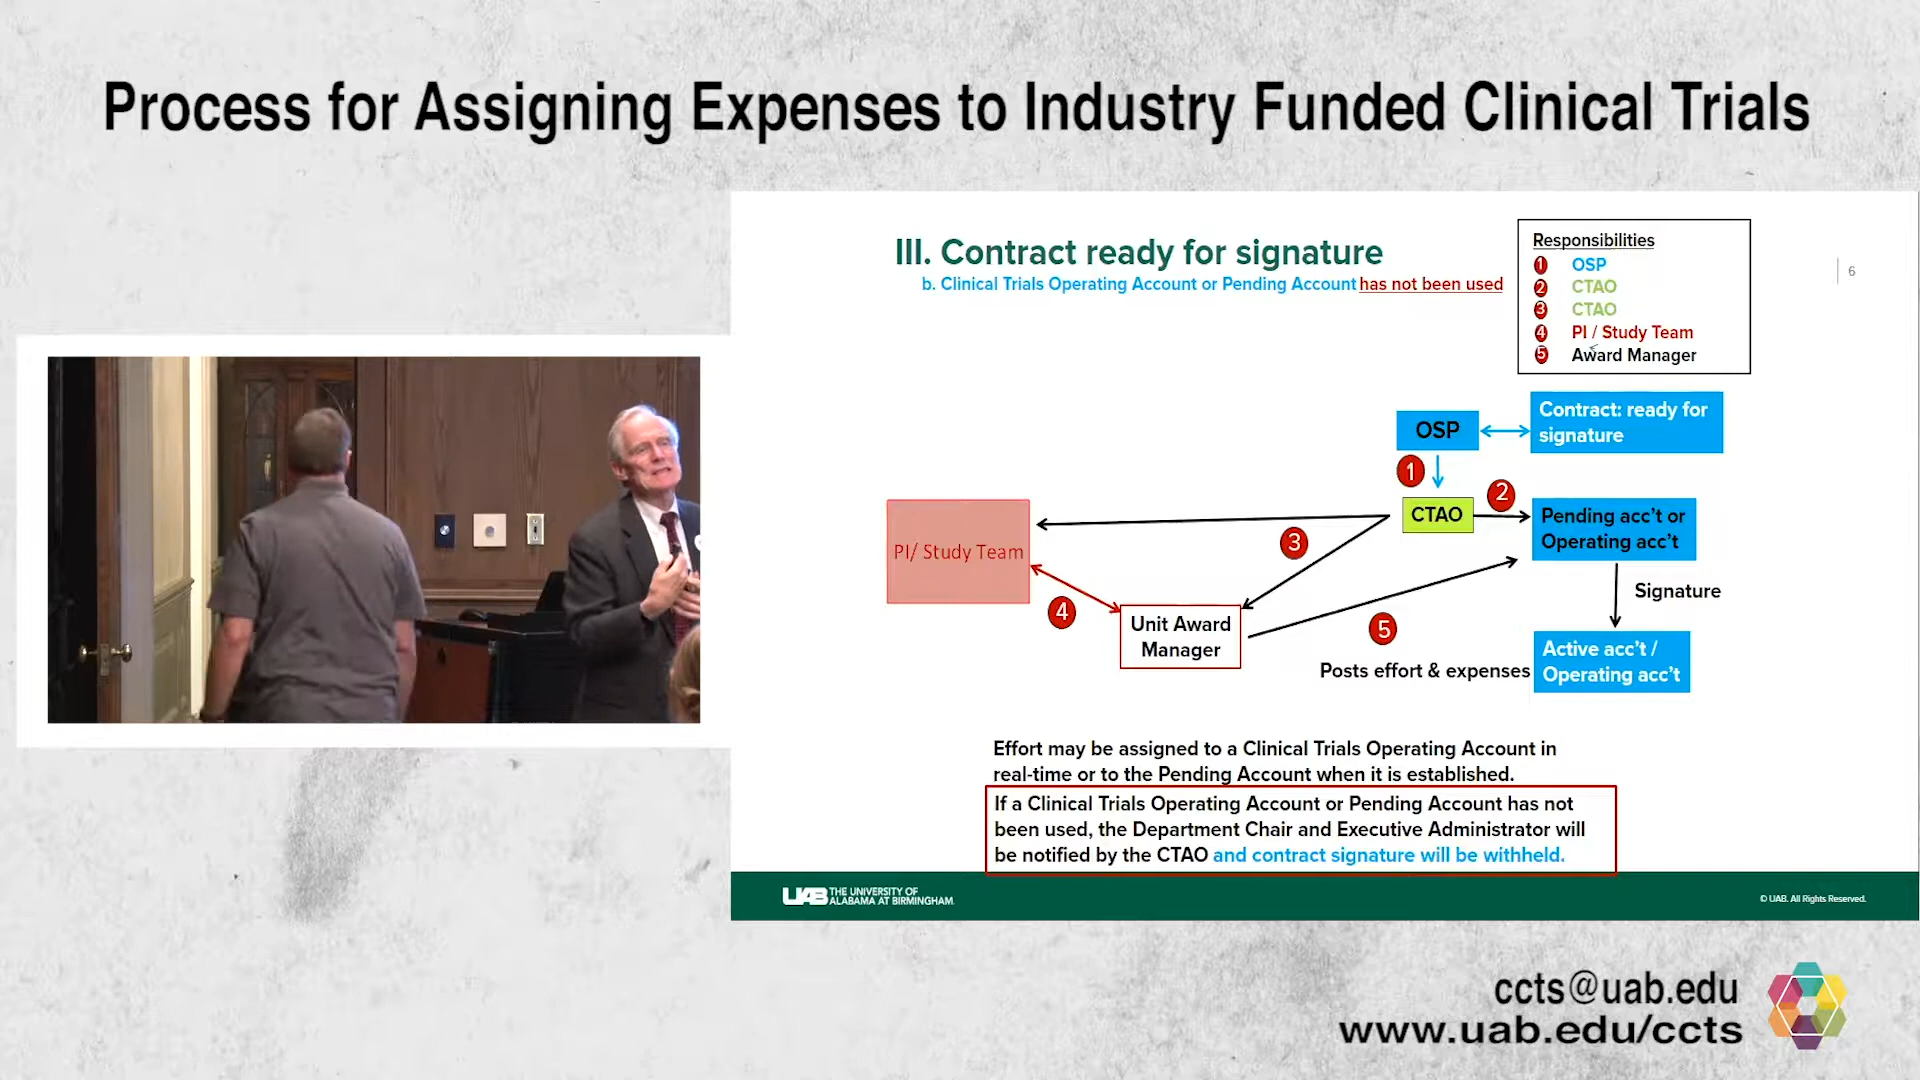 Process for Assigning Expenses to Industry Funded Clinical Trials
III. Contract ready for signature
b. Clinical Trials Operating Account or Pending Account has not been used
Responsibilities
1 OSP
2 CTAO
3 CTAO
4 PI / Study Team
5 Award Manager
6
OSP
Contract: ready for
signature
1
CTAO
2
Pending acc't or
Operating acc't
PI/ Study Team
3
4
Unit Award
Manager
5
Signature
Posts effort & expenses
Active acc't /
Operating acc't
Effort may be assigned to a Clinical Trials Operating Account in
real-time or to the Pending Account when it is established.
If a Clinical Trials Operating Account or Pending Account has not
been used, the Department Chair and Executive Administrator will
be notified by the CTAO and contract signature will be withheld.
UAB THE UNIVERSITY OF
ALABAMA AT BIRMINGHAM.
© UAB. All Rights Reserved.
ccts@uab.edu
www.uab.edu/ccts